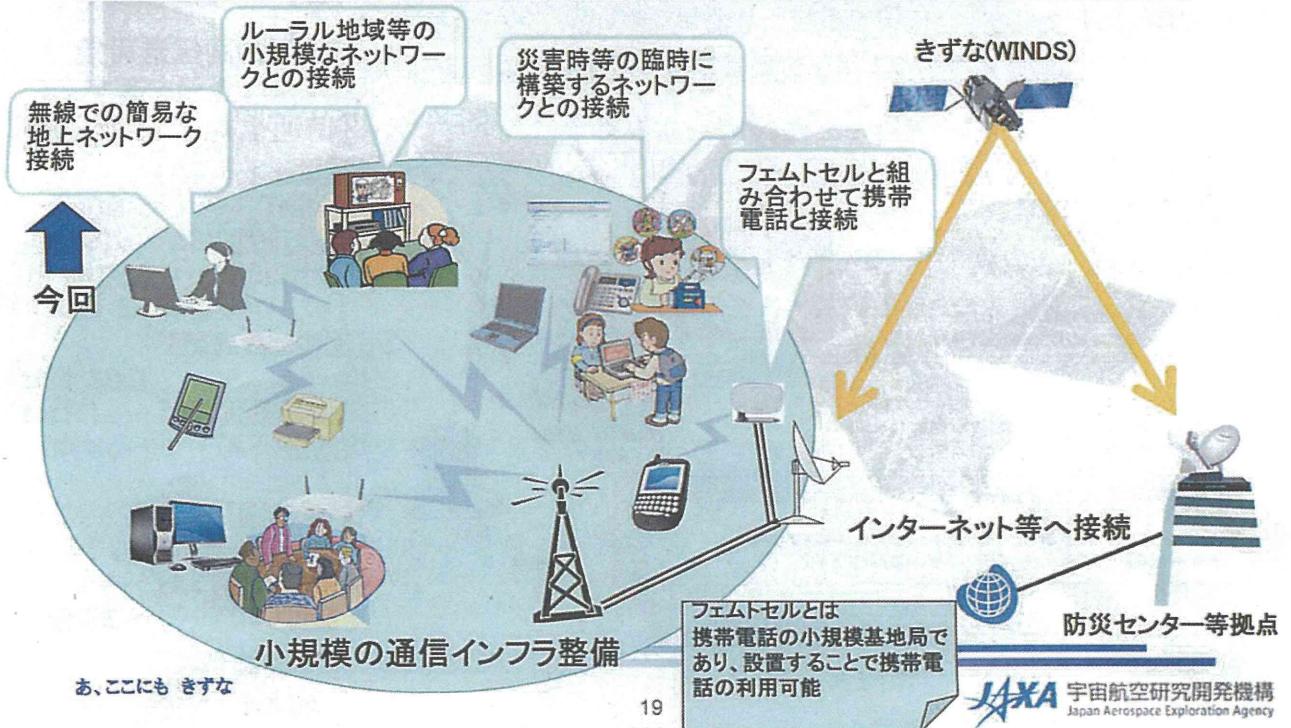 ルーラル地域等の
小規模なネットワー
クとの接続
きずな(WINDS)
災害時等の臨時に
構築するネットワー
クとの接続
無線での簡易な
地上ネットワーク
接続
フェムトセルと組
み合わせて携帯
電話と接続
今回
インターネット等へ接続
フェムトセルとは
携帯電話の小規模基地局で
あり、設置することで携帯電
話の利用可能
防災センター等拠点
小規模の通信インフラ整備
あ、ここにも きずな
19
JAXA 宇宙航空研究開発機構
Japan Aerospace Exploration Agency